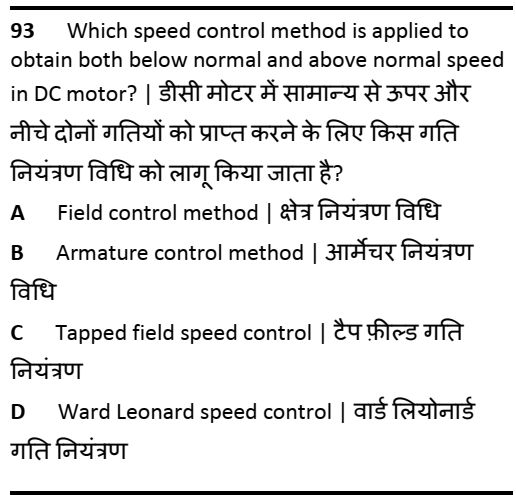 93 Which speed control method is applied to
obtain both below normal and above normal speed
in DC motor? | डीसी मोटर में सामान्य से ऊपर और
नीचे दोनों गतियों को प्राप्त करने के लिए किस गति
नियंत्रण विधि को लागू किया जाता है?
A Field control method | क्षेत्र नियंत्रण विधि
B Armature control method | आर्मेचर नियंत्रण
विधि
C Tapped field speed control | टैप फ़ील्ड गति
नियंत्रण
D Ward Leonard speed control | वार्ड लियोनार्ड
गति नियंत्रण